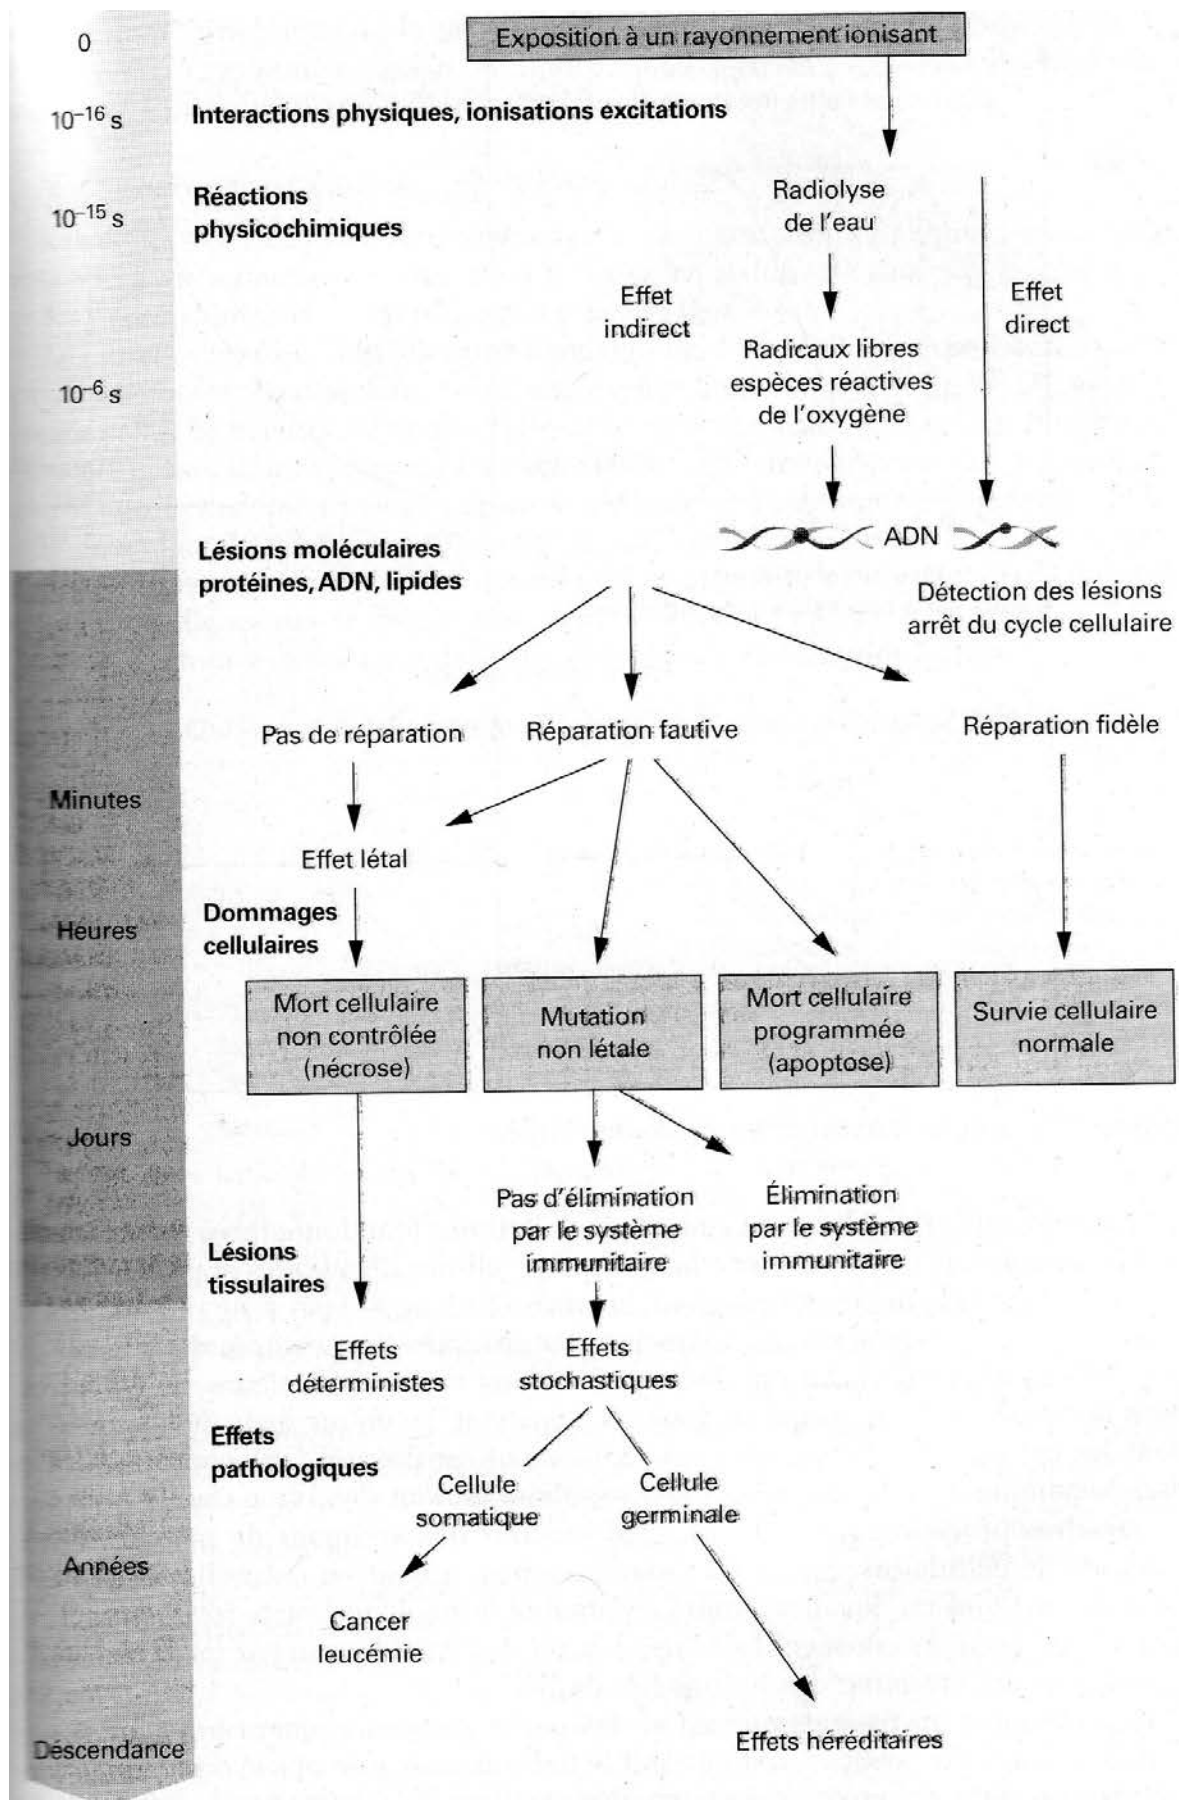 0
Exposition à un rayonnement ionisant
10⁻¹⁶ s
Interactions physiques, ionisations excitations
10⁻¹⁵ s
Réactions
physicochimiques
Radiolyse
de l'eau
Effet
indirect
Effet
direct
10⁻⁶ s
Radicaux libres
espèces réactives
de l'oxygène
ADN
Lésions moléculaires
protéines, ADN, lipides
Détection des lésions
arrêt du cycle cellulaire
Pas de réparation
Réparation fautive
Réparation fidèle
Minutes
Effet létal
Heures
Dommages
cellulaires
Mort cellulaire
non contrôlée
(nécrose)
Mutation
non létale
Mort cellulaire
programmée
(apoptose)
Survie cellulaire
normale
Jours
Pas d'élimination
par le système
immunitaire
Élimination
par le système
immunitaire
Lésions
tissulaires
Effets
déterministes
Effets
stochastiques
Effets
pathologiques
Cellule
somatique
Cellule
germinale
Années
Cancer
leucémie
Déscendance
Effets héréditaires